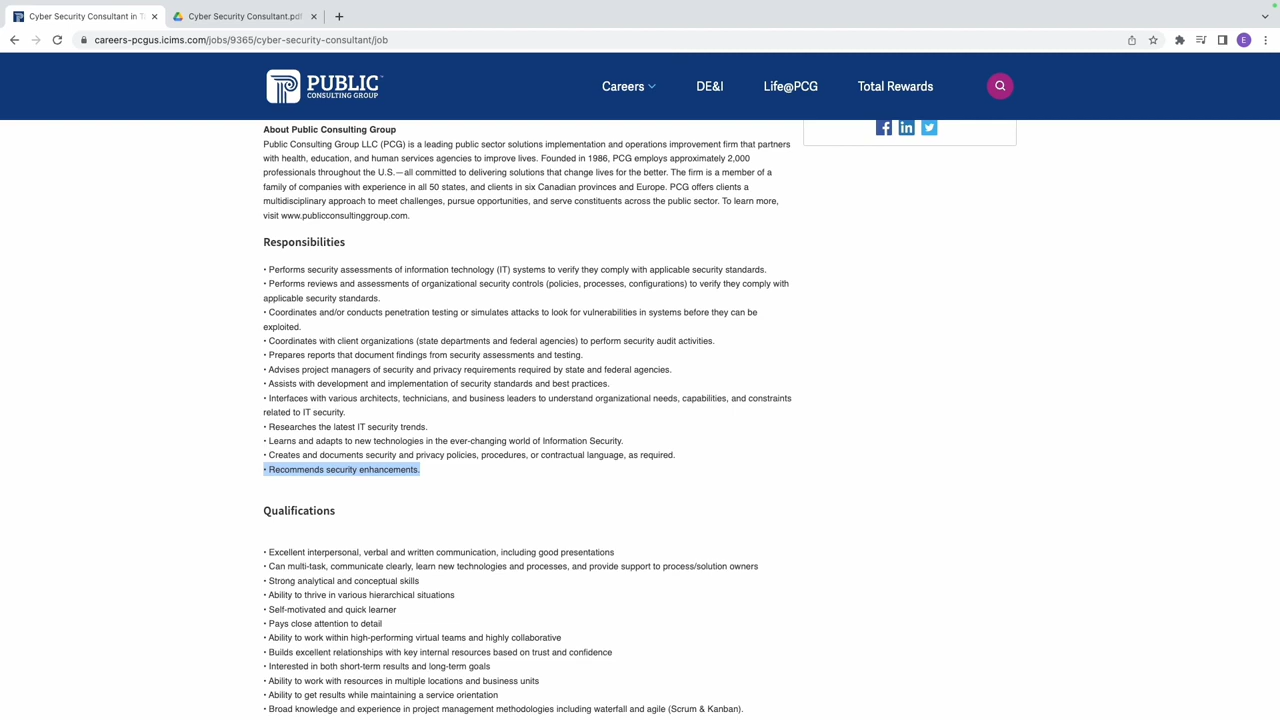 Cyber Security Consultant in T
Cyber Security Consultant.pdf
careers-pcgus.icims.com/jobs/9365/cyber-security-consultant/job
E
PUBLIC
CONSULTING GROUP
Careers
DE&I
Life@PCG
Total Rewards
About Public Consulting Group
Public Consulting Group LLC (PCG) is a leading public sector solutions implementation and operations improvement firm that partners
with health, education, and human services agencies to improve lives. Founded in 1986, PCG employs approximately 2,000
professionals throughout the U.S.—all committed to delivering solutions that change lives for the better. The firm is a member of a
family of companies with experience in all 50 states, and clients in six Canadian provinces and Europe. PCG offers clients a
multidisciplinary approach to meet challenges, pursue opportunities, and serve constituents across the public sector. To learn more,
visit www.publicconsultinggroup.com.
Responsibilities
• Performs security assessments of information technology (IT) systems to verify they comply with applicable security standards.
• Performs reviews and assessments of organizational security controls (policies, processes, configurations) to verify they comply with
applicable security standards.
• Coordinates and/or conducts penetration testing or simulates attacks to look for vulnerabilities in systems before they can be
exploited.
• Coordinates with client organizations (state departments and federal agencies) to perform security audit activities.
• Prepares reports that document findings from security assessments and testing.
• Advises project managers of security and privacy requirements required by state and federal agencies.
• Assists with development and implementation of security standards and best practices.
• Interfaces with various architects, technicians, and business leaders to understand organizational needs, capabilities, and constraints
related to IT security.
• Researches the latest IT security trends.
• Learns and adapts to new technologies in the ever-changing world of Information Security.
• Creates and documents security and privacy policies, procedures, or contractual language, as required.
• Recommends security enhancements.
Qualifications
• Excellent interpersonal, verbal and written communication, including good presentations
• Can multi-task, communicate clearly, learn new technologies and processes, and provide support to process/solution owners
• Strong analytical and conceptual skills
• Ability to thrive in various hierarchical situations
• Self-motivated and quick learner
• Pays close attention to detail
• Ability to work within high-performing virtual teams and highly collaborative
• Builds excellent relationships with key internal resources based on trust and confidence
• Interested in both short-term results and long-term goals
• Ability to work with resources in multiple locations and business units
• Ability to get results while maintaining a service orientation
• Broad knowledge and experience in project management methodologies including waterfall and agile (Scrum & Kanban).